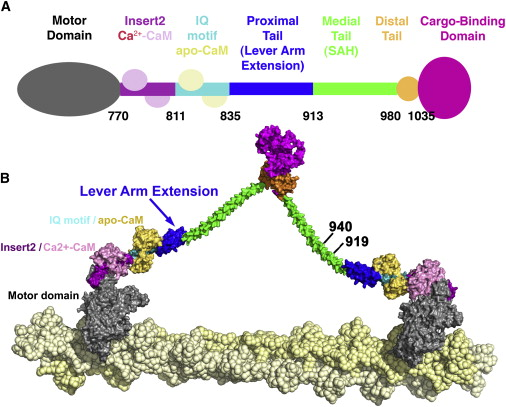 A
Motor
Domain
Insert2
Ca2+-CaM
IQ
motif
apo-CaM
Proximal
Tail
(Lever Arm
Extension)
Medial
Tail
(SAH)
Distal
Tail
Cargo-Binding
Domain
770
811
835
913
980
1035
B
Lever Arm Extension
IQ motif / apo-CaM
Insert2 / Ca2+-CaM
Motor domain
940
919